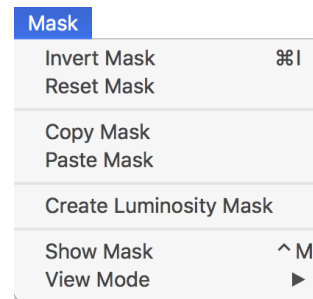 Mask
Invert Mask ⌘I
Reset Mask
Copy Mask
Paste Mask
Create Luminosity Mask
Show Mask ^M
View Mode ▶